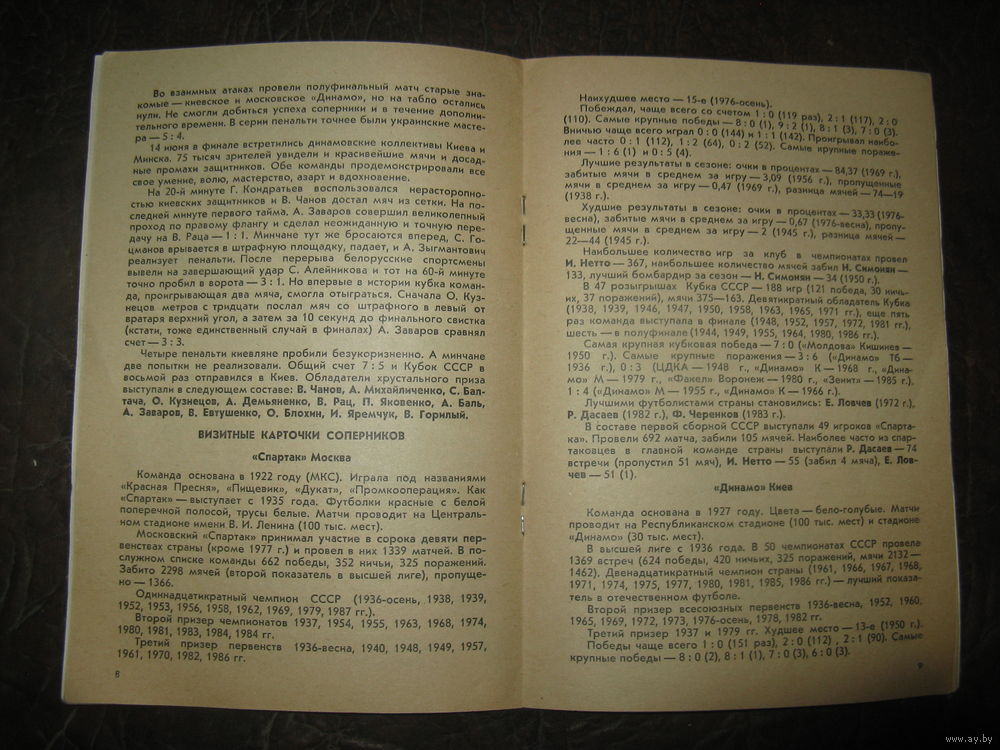 Во взаимных атаках провели полуфинальный матч старые зна-
комые — киевское и московское «Динамо», но на табло остались
нули. Не смогли добиться успеха соперники и в течение дополни-
тельного времени. В серии пенальти точнее были украинские масте-
ра — 5 : 4.
14 июня в финале встретились динамовские коллективы Киева и
Минска. 75 тысяч зрителей увидели и красивейшие мячи и досад-
ные промахи защитников. Обе команды продемонстрировали все
свое умение, волю, мастерство, азарт и вдохновение.
На 20-й минуте Г. Кондратьев воспользовался нерасторопно-
стью киевских защитников и В. Чанов достал мяч из сетки. На по-
следней минуте первого тайма. А. Заваров совершил великолепный
проход по правому флангу и сделал неожиданную и точную пере-
дачу на В. Раца — 1 : 1. Минчане тут же бросаются вперед, С. Го-
цманов врывается в штрафную площадку, падает, и А. Зыгмантович
реализует пенальти. После перерыва белорусские спортсмены
вывели на завершающий удар С. Алейникова и тот на 60-й минуте
точно пробил в ворота — 3 : 1. Но впервые в истории кубка коман-
да, проигрывающая два мяча, смогла отыграться. Сначала О. Куз-
нецов метров с тридцати послал мяч со штрафного в левый от
вратаря верхний угол, а затем за 10 секунд до финального свистка
(кстати, тоже единственный случай в финалах) А. Заваров сравнял
счет — 3 : 3.
Четыре пенальти киевляне пробили безукоризненно. А минчане
две попытки не реализовали. Общий счет 7 : 5 и Кубок СССР в
восьмой раз отправился в Киев. Обладатели хрустального приза
выступали в следующем составе: В. Чанов, А. Михайличенко, С. Бал-
тача, О. Кузнецов, А. Демьяненко, В. Рац, П. Яковенко, А. Баль,
А. Заваров, В. Евтушенко, О. Блохин, И. Яремчук, В. Горилый.
ВИЗИТНЫЕ КАРТОЧКИ СОПЕРНИКОВ
«Спартак» Москва
Команда основана в 1922 году (МКС). Играла под названиями
«Красная Пресня», «Пищевик», «Дукат», «Промкооперация». Как
«Спартак» — выступает с 1935 года. Футболки красные с белой
поперечной полосой, трусы белые. Матчи проводит на Централь-
ном стадионе имени В. И. Ленина (100 тыс. мест).
Московский «Спартак» принимал участие в сорока девяти пер-
венствах страны (кроме 1977 г.) и провел в них 1339 матчей. В по-
служном списке команды 662 победы, 352 ничьи, 325 поражений.
Забито 2298 мячей (второй показатель в высшей лиге), пропуще-
но — 1366.
Одиннадцатикратный чемпион СССР (1936-осень, 1938, 1939,
1952, 1953, 1956, 1958, 1962, 1969, 1979, 1987 гг.).
Второй призер чемпионатов 1937, 1954, 1955, 1963, 1968, 1974,
1980, 1981, 1983, 1984, 1984 гг.
Третий призер первенств 1936-весна, 1940, 1948, 1949, 1957,
1961, 1970, 1982, 1986 гг.
8
Наихудшее место — 15-е (1976-осень).
Побеждал, чаще всего со счетом 1 : 0 (119 раз), 2 : 1 (117), 2 : 0
(110). Самые крупные победы — 8 : 0 (1), 9 : 2 (1), 8 : 1 (3), 7 : 0 (3).
Вничью чаще всего играл 0 : 0 (144) и 1 : 1 (142). Проигрывал наибо-
лее часто 0 : 1 (112), 1 : 2 (64), 0 : 2 (52). Самые крупные пораже-
ния — 1 : 6 (1) и 0 : 5 (4).
Лучшие результаты в сезоне: очки в процентах — 84,37 (1969 г.),
забитые мячи в среднем за игру — 3,09 (1956 г.), пропущенные
мячи в среднем за игру — 0,47 (1969 г.), разница мячей — 74—19
(1938 г.).
Худшие результаты в сезоне: очки в процентах — 33,33 (1976-
весна), забитые мячи в среднем за игру — 0,67 (1976-весна), пропу-
щенные мячи в среднем за игру — 2 (1945 г.), разница мячей —
22—44 (1945 г.).
Наибольшее количество игр за клуб в чемпионатах провел
И. Нетто — 367, наибольшее количество мячей забил Н. Симонян —
133, лучший бомбардир за сезон — Н. Симонян — 34 (1950 г.).
В 47 розыгрышах Кубка СССР — 188 игр (121 победа, 30 ничь-
их, 37 поражений), мячи 375—163. Девятикратный обладатель Кубка
(1938, 1939, 1946, 1947, 1950, 1958, 1963, 1965, 1971 гг.), еще пять
раз команда выступала в финале (1948, 1952, 1957, 1972, 1981 гг.),
шесть — в полуфинале (1944, 1949, 1955, 1964, 1980, 1986 гг.).
Самая крупная кубковая победа — 7 : 0 («Молдова» Кишинев —
1950 г.). Самые крупные поражения — 3 : 6 («Динамо» Тб —
1936 г.), 0 : 3 (ЦДКА — 1948 г., «Динамо» К — 1968 г., «Дина-
мо» М — 1979 г., «Факел» Воронеж — 1980 г., «Зенит» — 1985 г.),
1 : 4 («Динамо» М — 1955 г., «Динамо» К — 1966 г.).
Лучшими футболистами страны становились: Е. Ловчев (1972 г.),
Р. Дасаев (1982 г.), Ф. Черенков (1983 г.).
В составе первой сборной СССР выступали 49 игроков «Спарта-
ка». Провели 692 матча, забили 105 мячей. Наиболее часто из спар-
таковцев в главной команде страны выступали Р. Дасаев — 74
встречи (пропустил 51 мяч), И. Нетто — 55 (забил 4 мяча), Е. Лов-
чев — 51 (1).
«Динамо» Киев
Команда основана в 1927 году. Цвета — бело-голубые. Матчи
проводит на Республиканском стадионе (100 тыс. мест) и стадионе
«Динамо» (30 тыс. мест).
В высшей лиге с 1936 года. В 50 чемпионатах СССР провела
1369 встреч (624 победы, 420 ничьих, 325 поражений, мячи 2132—
1462). Двенадцатикратный чемпион страны (1961, 1966, 1967, 1968,
1971, 1974, 1975, 1977, 1980, 1981, 1985, 1986 гг.) — лучший показа-
тель в отечественном футболе.
Второй призер всесоюзных первенств 1936-весна, 1952, 1960,
1965, 1969, 1972, 1973, 1976-осень, 1978, 1982 гг.
Третий призер 1937 и 1979 гг. Худшее место — 13-е (1950 г.).
Победы чаще всего 1 : 0 (151 раз), 2 : 0 (112) , 2 : 1 (90). Самые
крупные победы — 8 : 0 (2), 8 : 1 (1), 7 : 0 (3), 6 : 0 (3).
9
www.ay.by